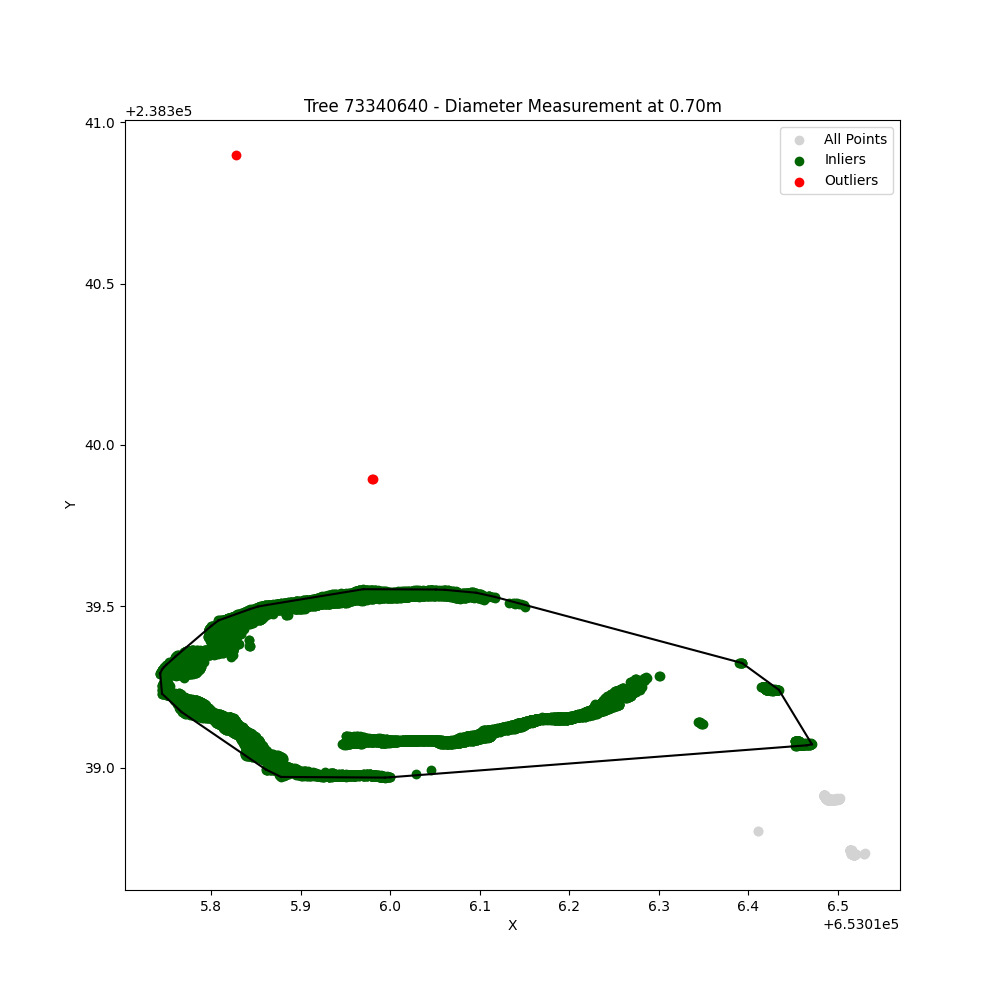 Tree 73340640 - Diameter Measurement at 0.70m
+2.383e5
41.0
40.5
40.0
39.5
39.0
Y
All Points
Inliers
Outliers
5.8 5.9 6.0 6.1 6.2 6.3 6.4 6.5
X
+6.5301e5